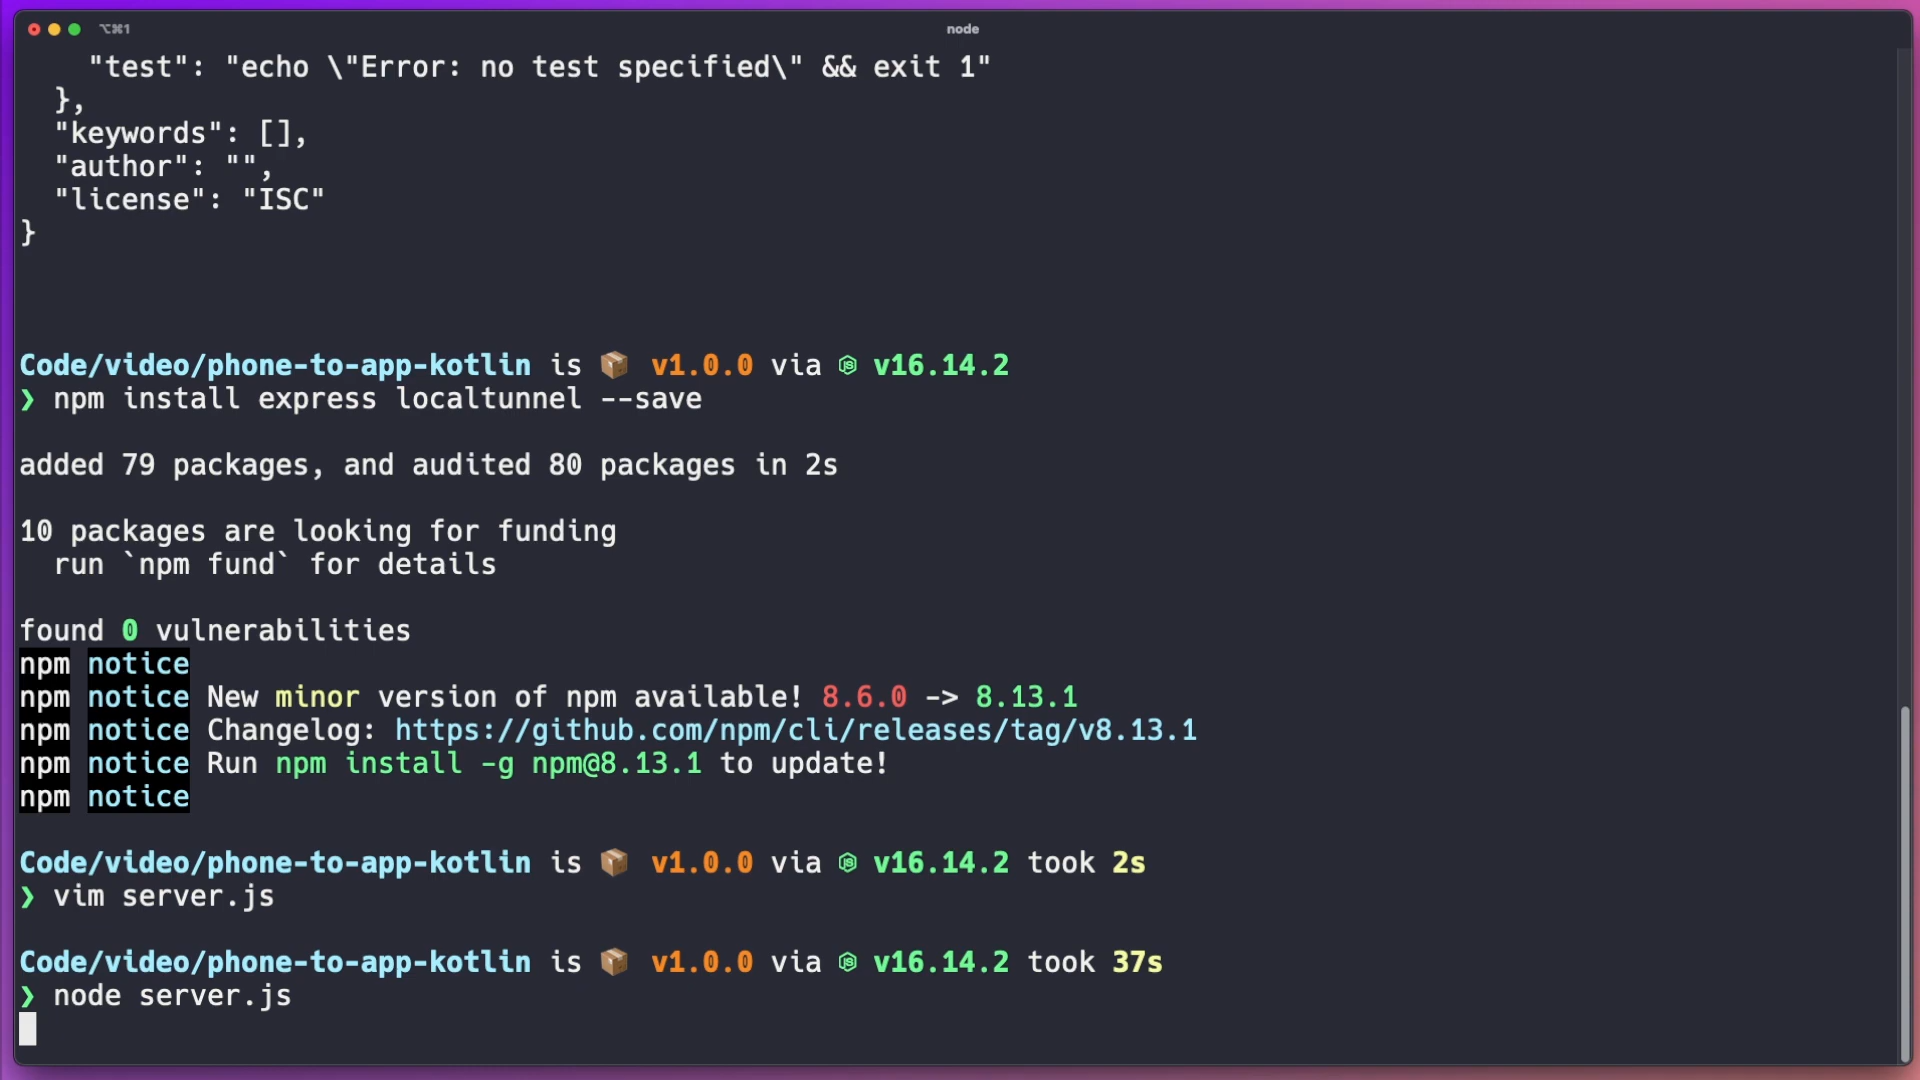 ⌥⌘1
node
"test": "echo \"Error: no test specified\" && exit 1"
},
"keywords": [],
"author": "",
"license": "ISC"
}
Code/video/phone-to-app-kotlin is 📦 v1.0.0 via v16.14.2
❯ npm install express localtunnel --save
added 79 packages, and audited 80 packages in 2s
10 packages are looking for funding
run `npm fund` for details
found 0 vulnerabilities
npm notice
npm notice New minor version of npm available! 8.6.0 -> 8.13.1
npm notice Changelog: https://github.com/npm/cli/releases/tag/v8.13.1
npm notice Run npm install -g npm@8.13.1 to update!
npm notice
Code/video/phone-to-app-kotlin is 📦 v1.0.0 via v16.14.2 took 2s
❯ vim server.js
Code/video/phone-to-app-kotlin is 📦 v1.0.0 via v16.14.2 took 37s
❯ node server.js